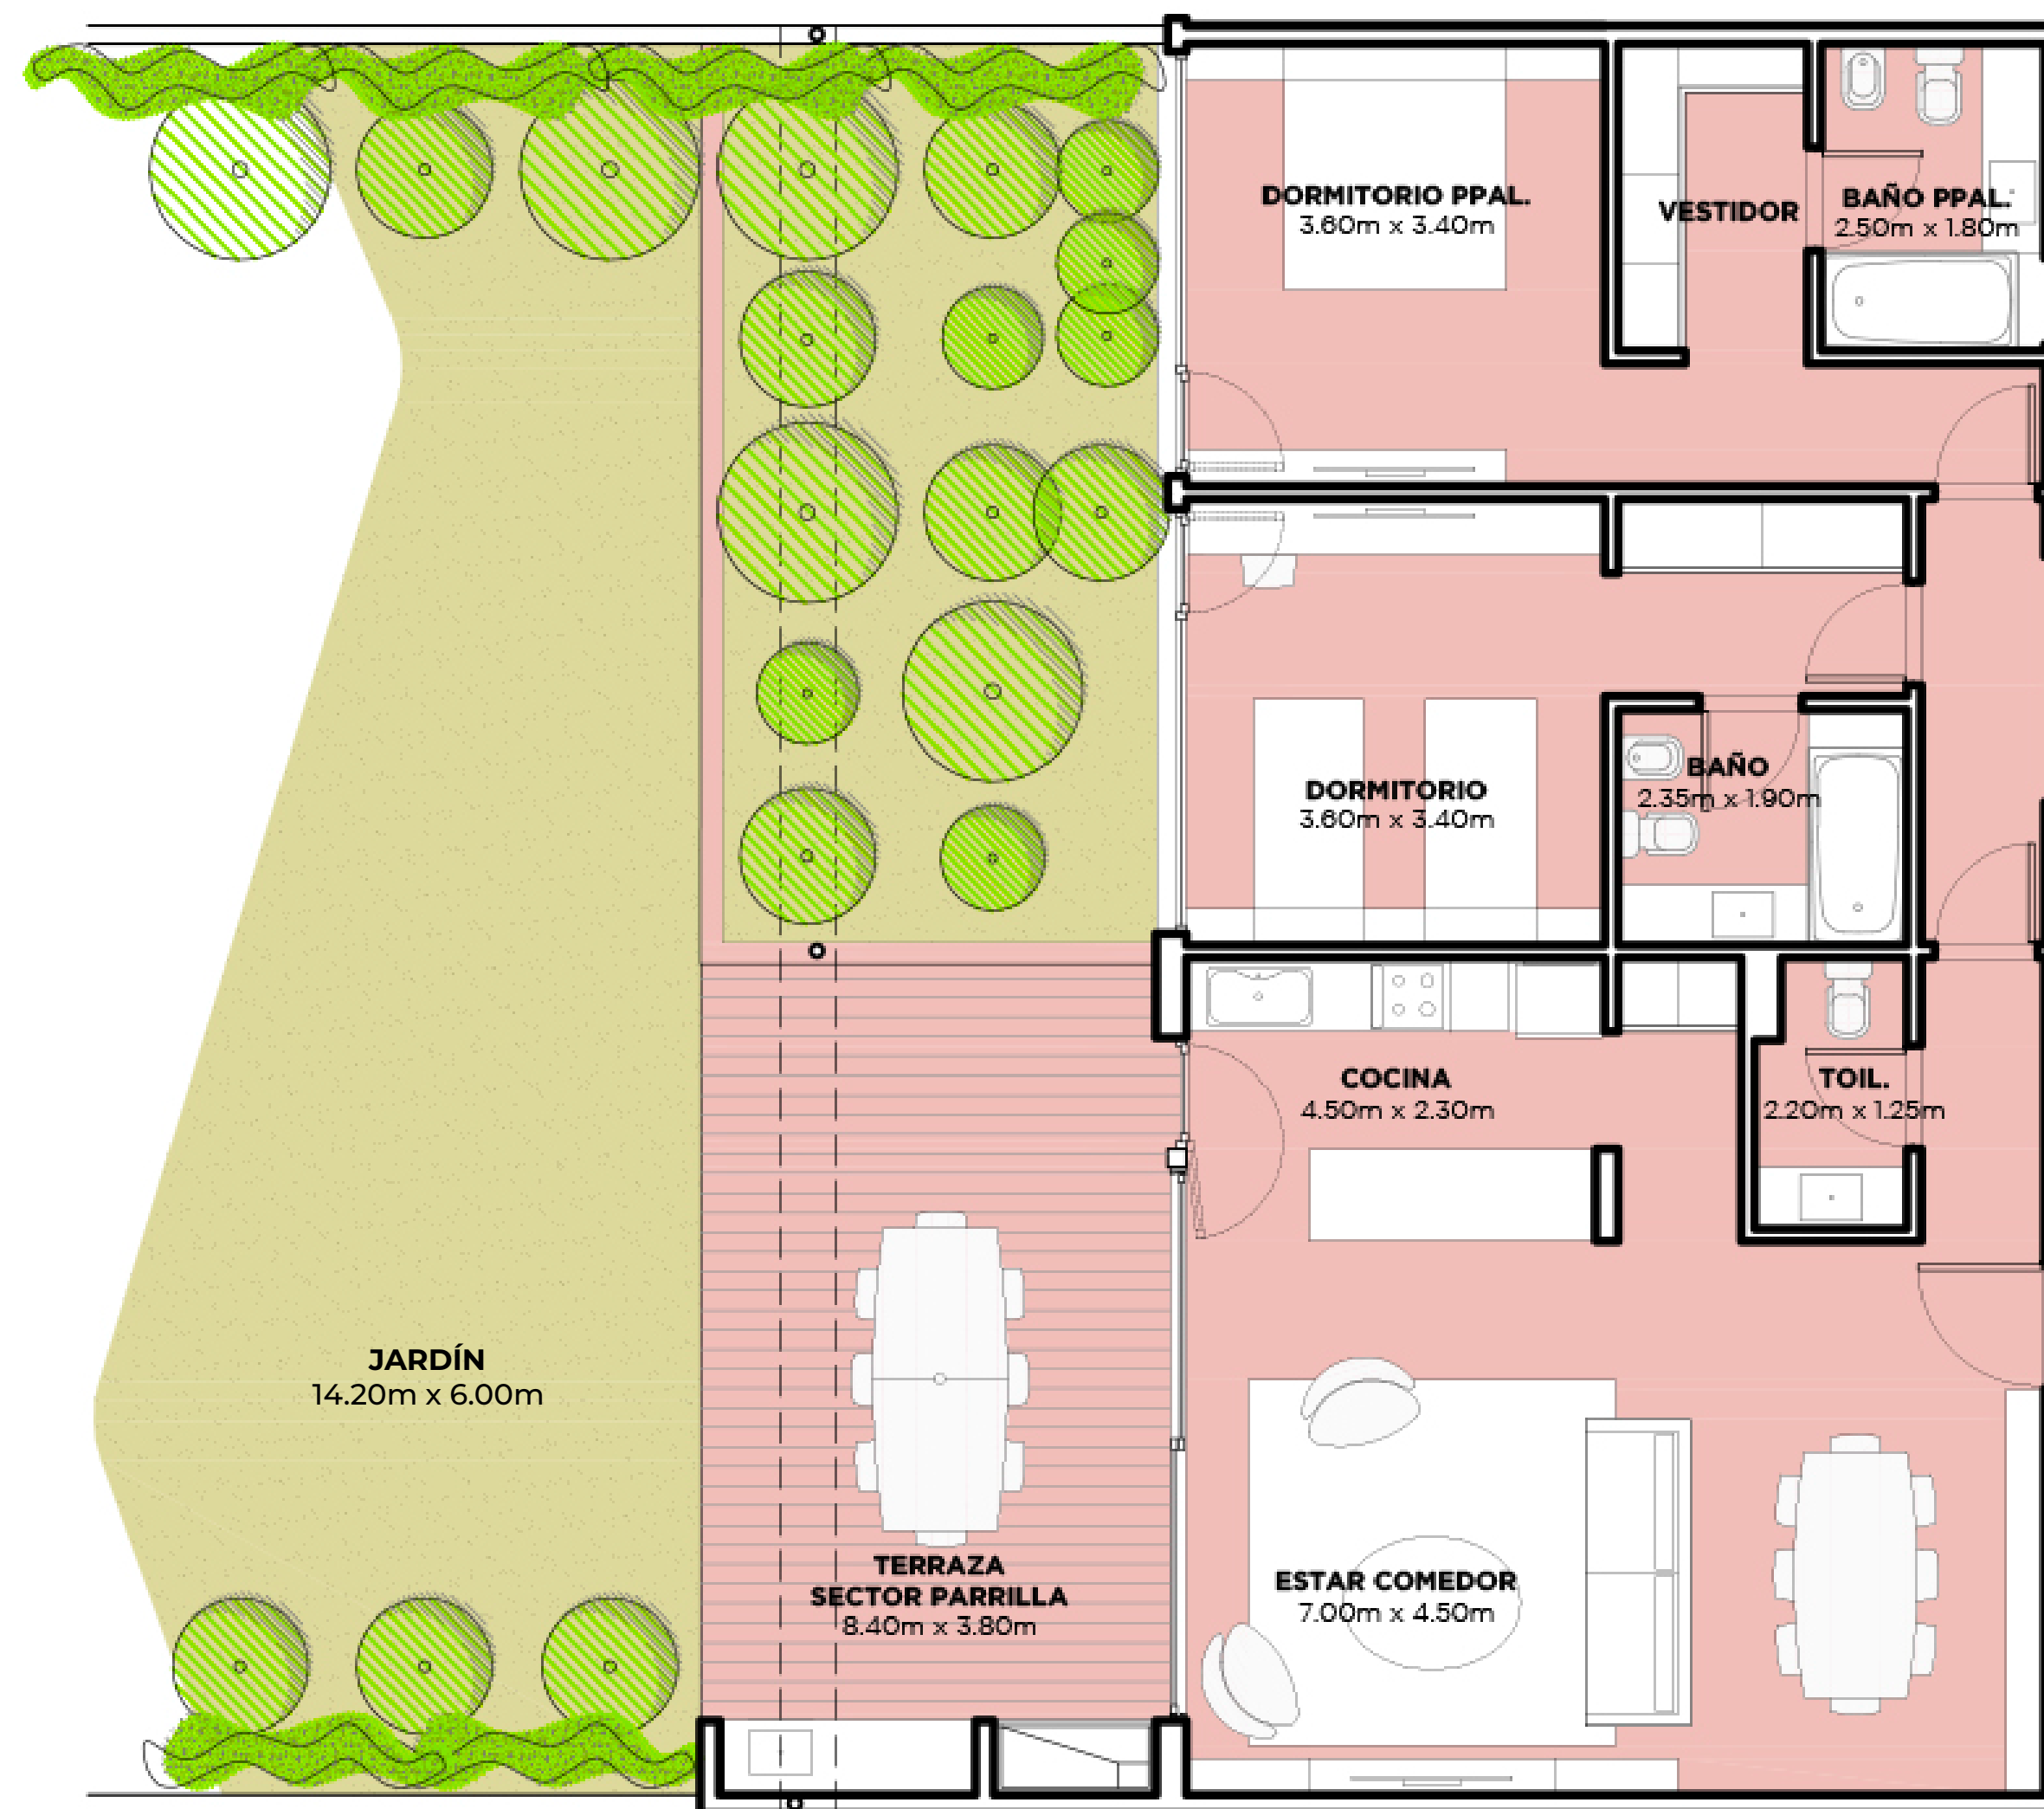 DORMITORIO PPAL.
3.60m x 3.40m
VESTIDOR
BAÑO PPAL.
2.50m x 1.80m
DORMITORIO
3.60m x 3.40m
BAÑO
2.35m x 1.90m
COCINA
4.50m x 2.30m
TOIL.
2.20m x 1.25m
JARDÍN
14.20m x 6.00m
TERRAZA
SECTOR PARRILLA
8.40m x 3.80m
ESTAR COMEDOR
7.00m x 4.50m